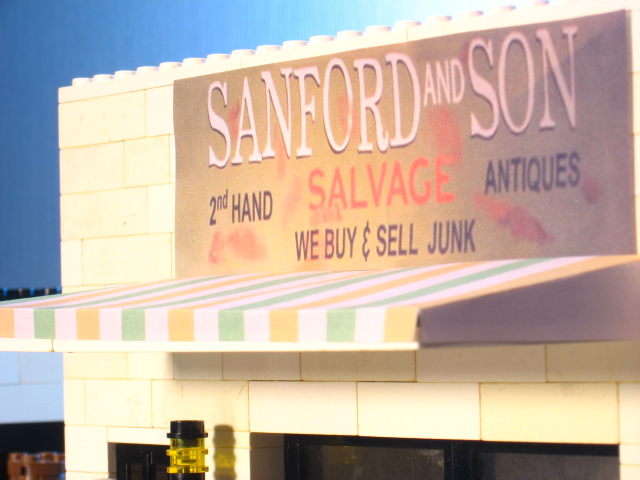 SANFORD AND SON
2nd HAND SALVAGE ANTIQUES
WE BUY & SELL JUNK